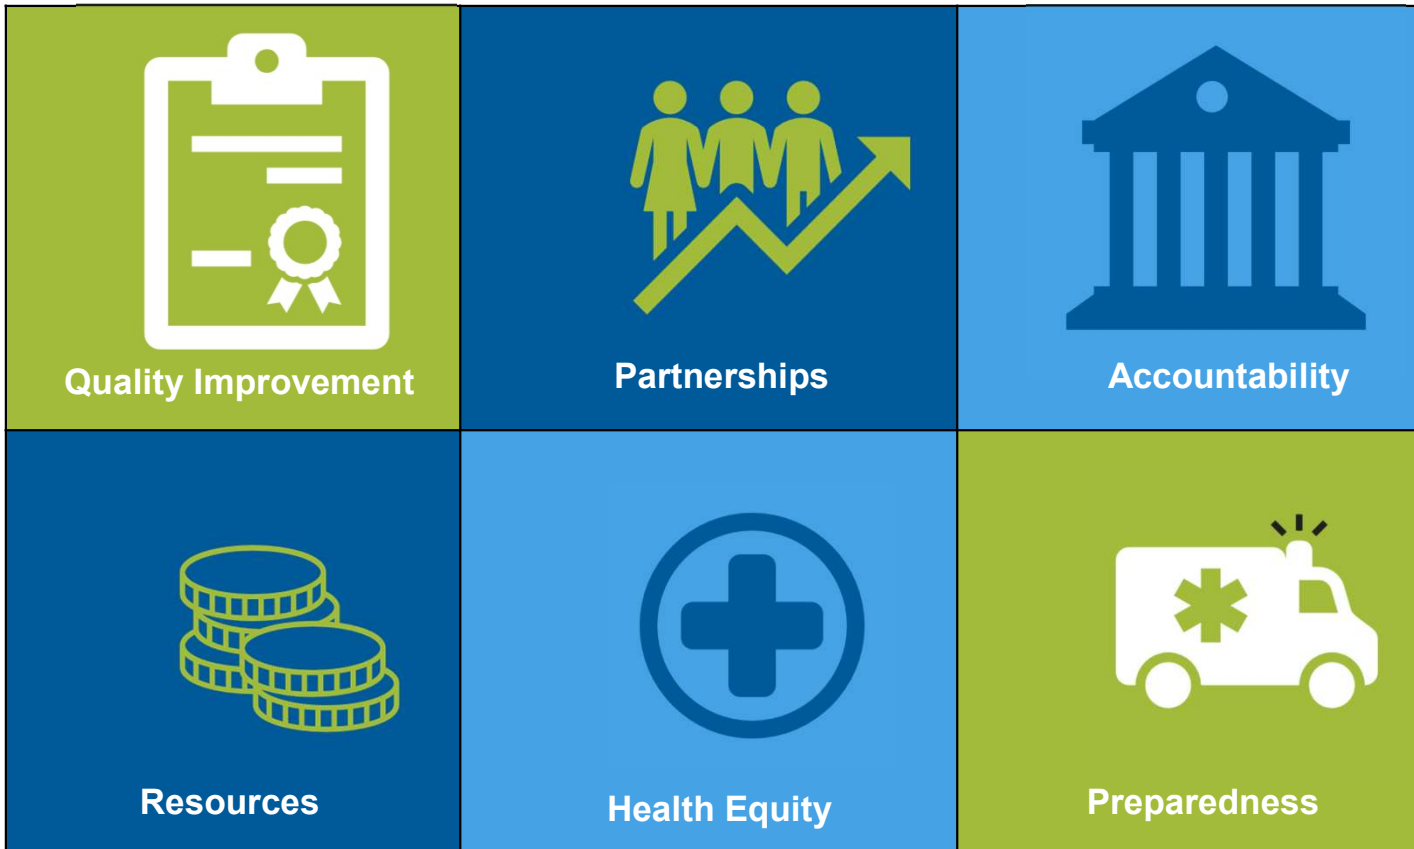 Quality Improvement
Partnerships
Accountability
Resources
Health Equity
Preparedness